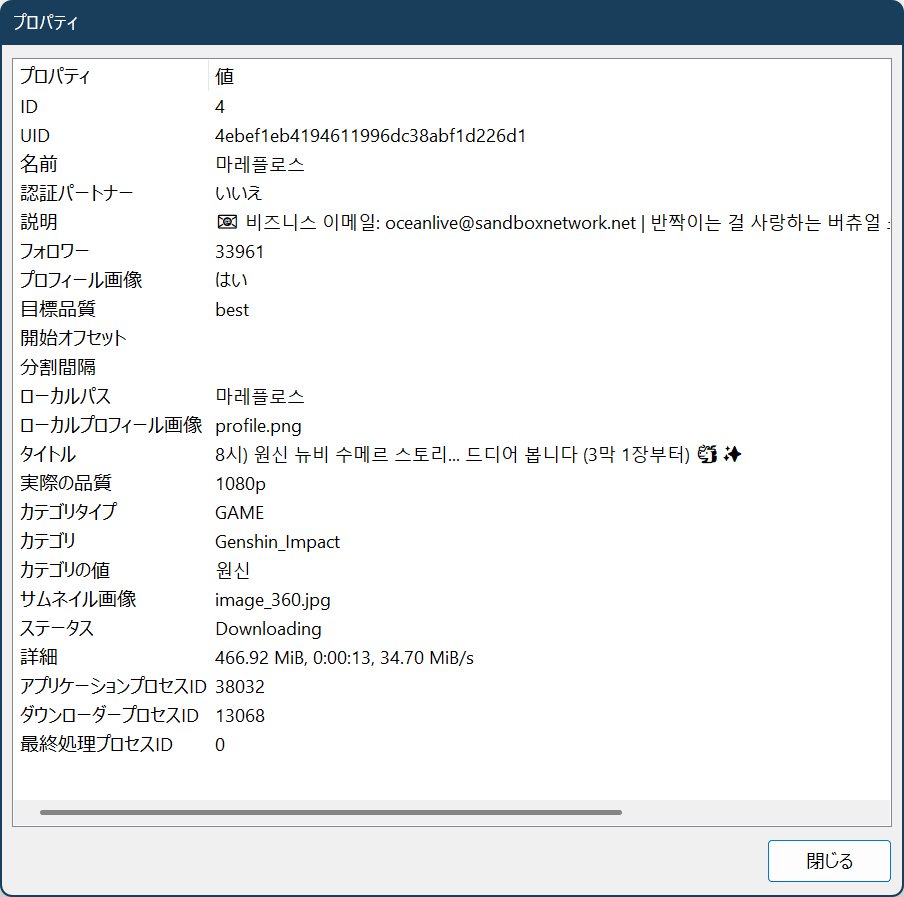 プロパティ
プロパティ 値
ID 4
UID 4ebef1eb4194611996dc38abf1d226d1
名前 마레플로스
認証パートナー いいえ
説明 📧 비즈니스 이메일: oceanlive@sandboxnetwork.net | 반짝이는 걸 사랑하는 버츄얼
フォロワー 33961
プロフィール画像 はい
目標品質 best
開始オフセット
分割間隔
ローカルパス 마레플로스
ローカルプロフィール画像 profile.png
タイトル 8시) 원신 뉴비 수메르 스토리... 드디어 봅니다 (3막 1장부터) ✨
実際の品質 1080p
カテゴリタイプ GAME
カテゴリ Genshin_Impact
カテゴリの値 원신
サムネイル画像 image_360.jpg
ステータス Downloading
詳細 466.92 MiB, 0:00:13, 34.70 MiB/s
アプリケーションプロセスID 38032
ダウンローダープロセスID 13068
最終処理プロセスID 0
閉じる